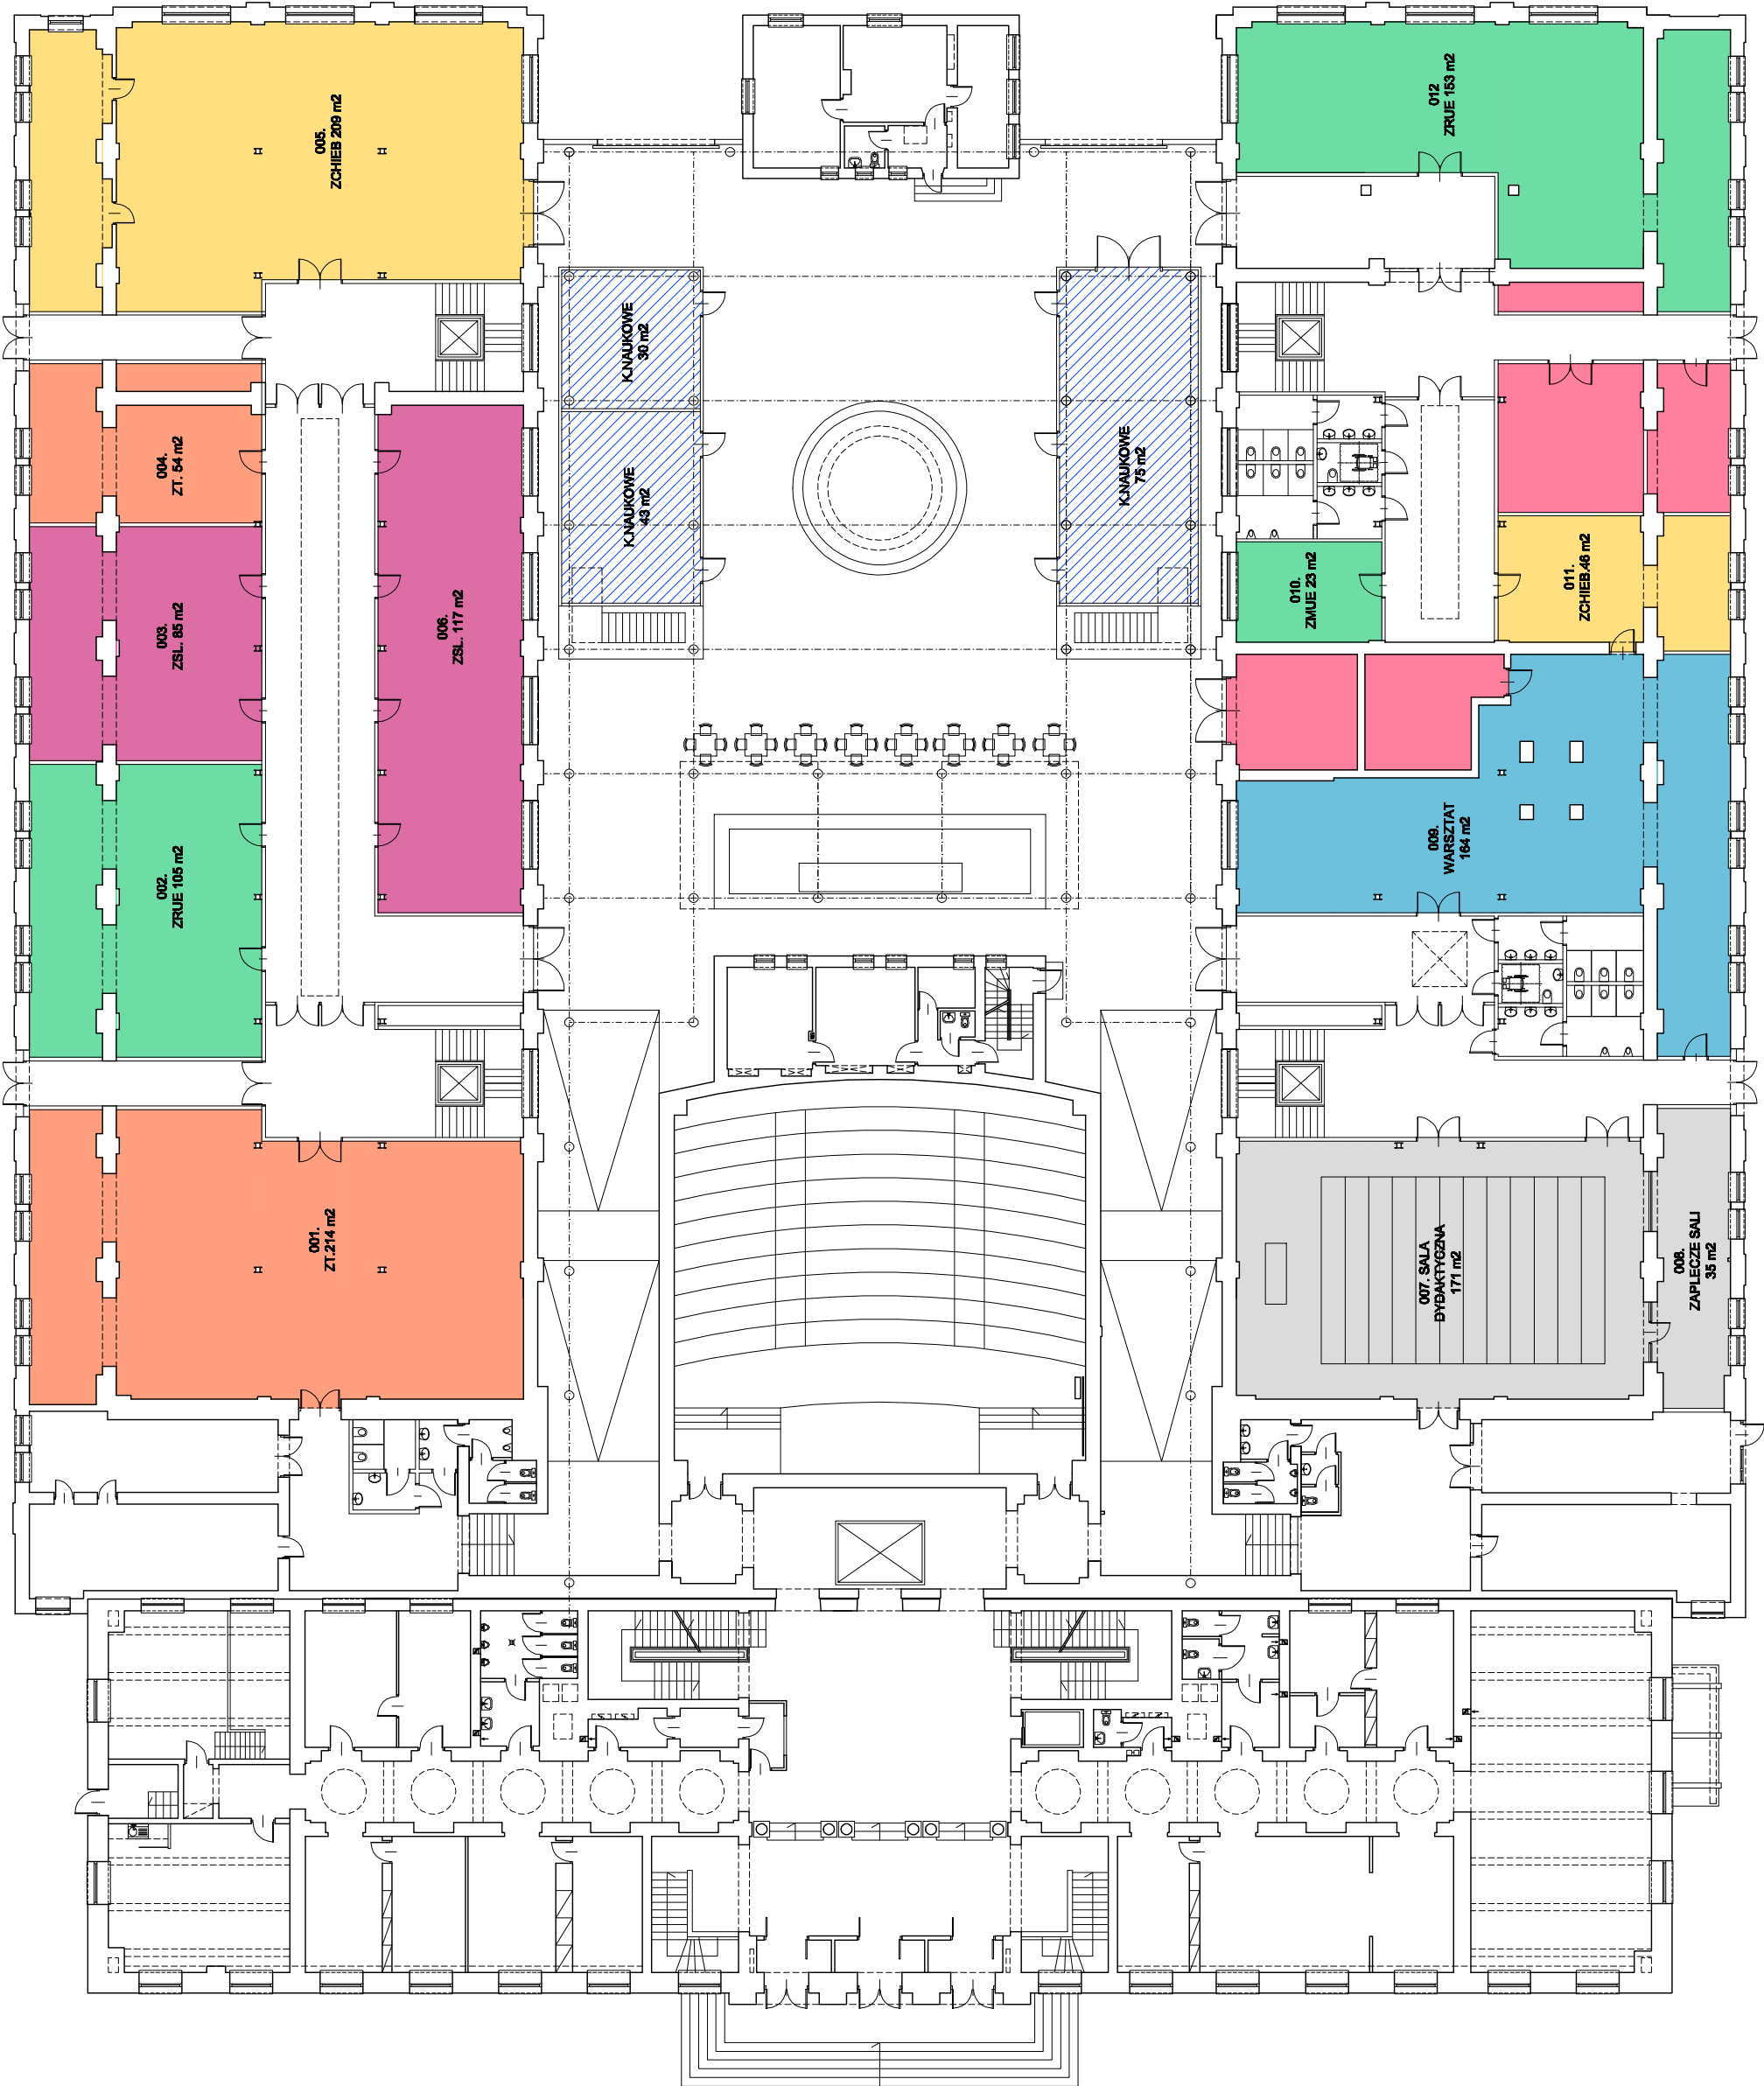 005.
ZCHIEB 209 m2
012
ZRUE 153 m2
K.NAUKOWE
30 m2
K.NAUKOWE
43 m2
K.NAUKOWE
75 m2
004.
ZT. 54 m2
003.
ZSL. 85 m2
006.
ZSL. 117 m2
010.
ZMUE 23 m2
011.
ZCHIEB.46 m2
002.
ZRUE 105 m2
009.
WARSZTAT
164 m2
001.
ZT.214 m2
007. SALA
DYDAKTYCZNA
171 m2
008.
ZAPLECZE SALI
35 m2